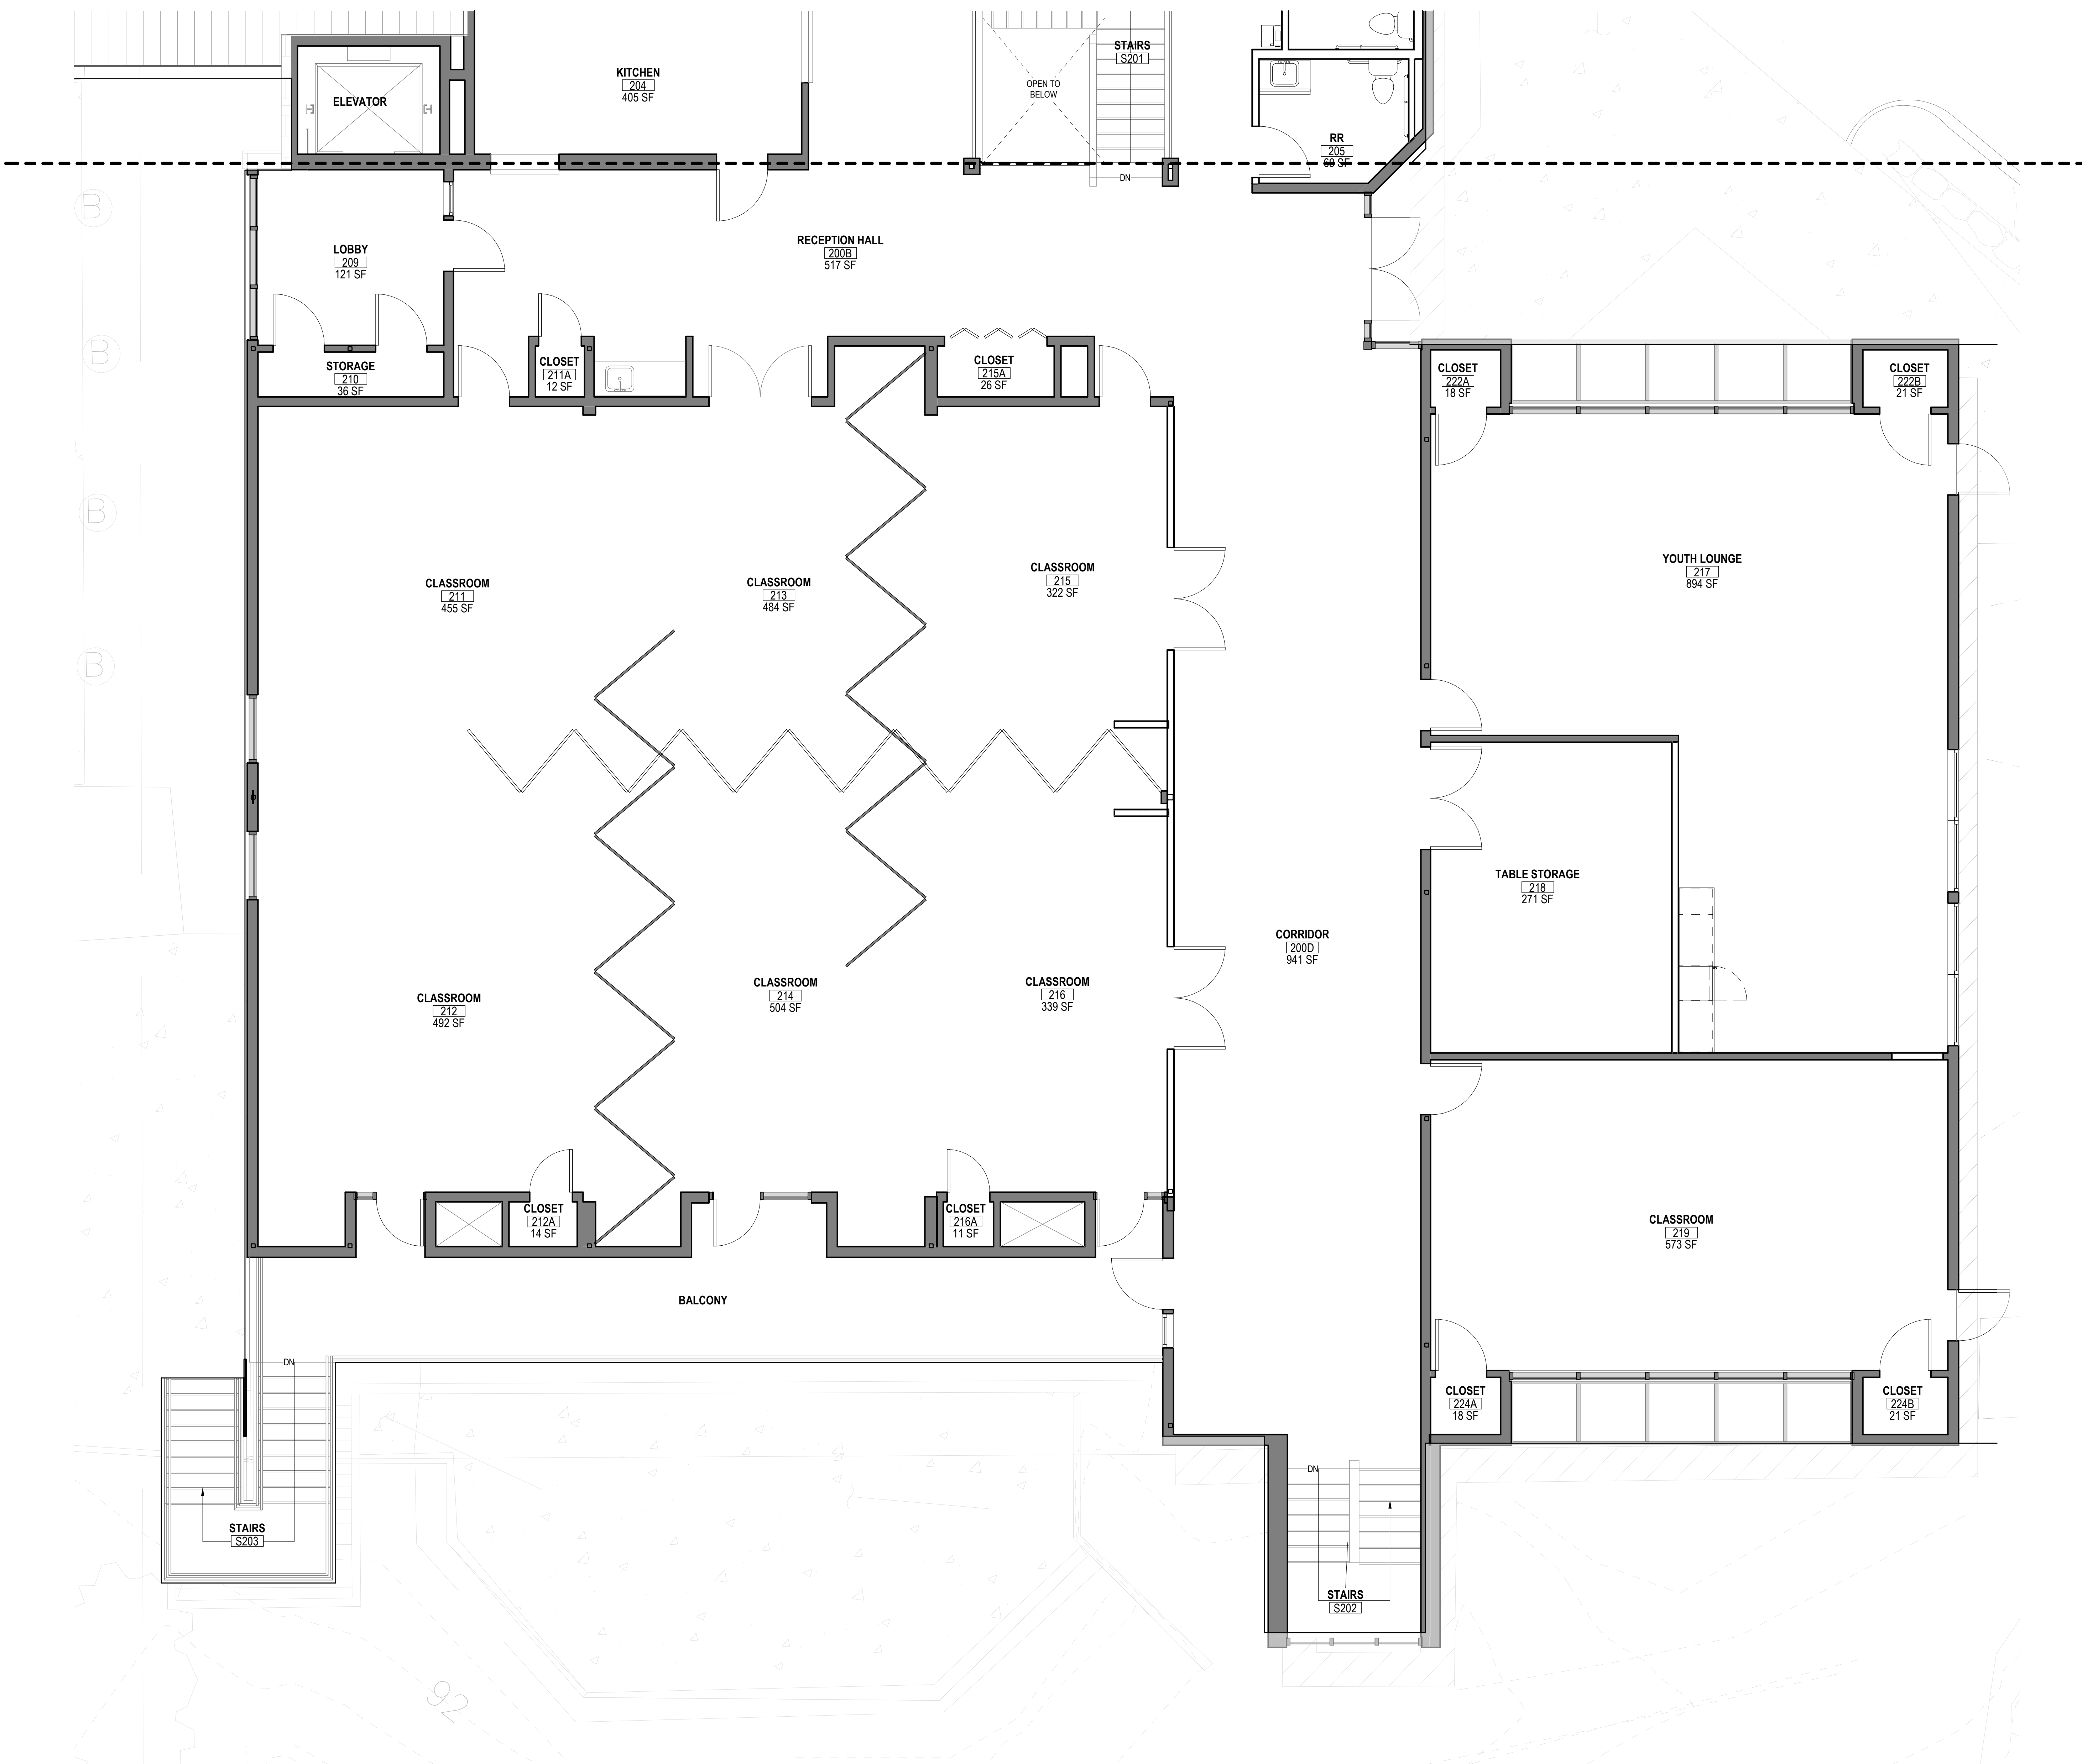 STAIRS
S201
KITCHEN
204
405 SF
OPEN TO
BELOW
ELEVATOR
RR
205
69 SF
DN
B
LOBBY
209
121 SF
RECEPTION HALL
200B
517 SF
B
STORAGE
210
36 SF
CLOSET
211A
12 SF
CLOSET
215A
26 SF
CLOSET
222A
18 SF
CLOSET
222B
21 SF
B
CLASSROOM
211
455 SF
CLASSROOM
213
484 SF
CLASSROOM
215
322 SF
YOUTH LOUNGE
217
894 SF
B
TABLE STORAGE
218
271 SF
CORRIDOR
200D
941 SF
CLASSROOM
212
492 SF
CLASSROOM
214
504 SF
CLASSROOM
216
339 SF
CLOSET
212A
14 SF
CLOSET
216A
11 SF
CLASSROOM
219
573 SF
BALCONY
DN
CLOSET
224A
18 SF
CLOSET
224B
21 SF
DN
STAIRS
S203
STAIRS
S202
92